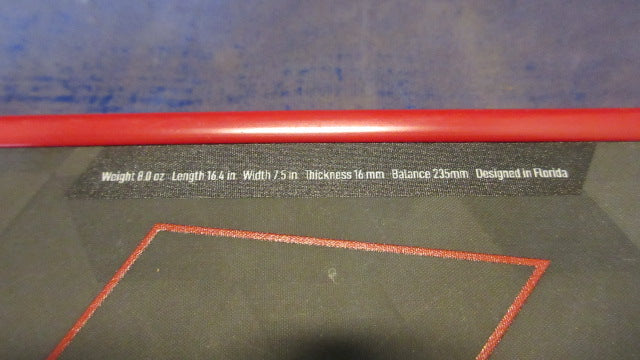 Weight 8.0 oz Length 16.4 in Width 7.5 in Thickness 16 mm Balance 235mm Designed in Florida